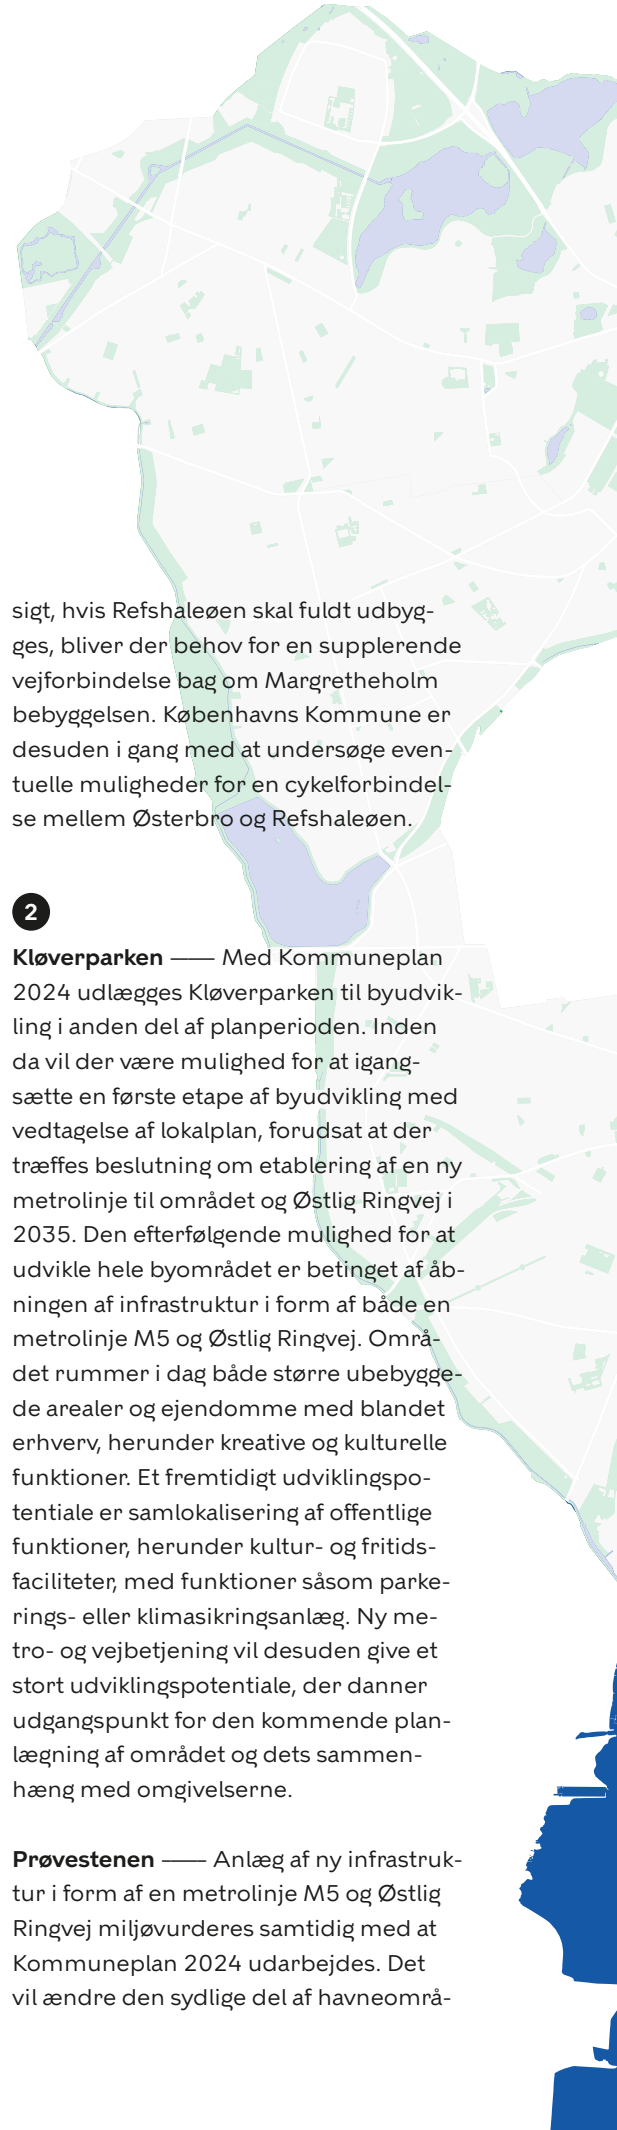 sigt, hvis Refshaleøen skal fuldt udbyg-
ges, bliver der behov for en supplerende
vejforbindelse bag om Margretheholm
bebyggelsen. Københavns Kommune er
desuden i gang med at undersøge even-
tuelle muligheder for en cykelforbindel-
se mellem Østerbro og Refshaleøen.
2
Kløverparken —— Med Kommuneplan
2024 udlægges Kløverparken til byudvik-
ling i anden del af planperioden. Inden
da vil der være mulighed for at igang-
sætte en første etape af byudvikling med
vedtagelse af lokalplan, forudsat at der
træffes beslutning om etablering af en ny
metrolinje til området og Østlig Ringvej i
2035. Den efterfølgende mulighed for at
udvikle hele byområdet er betinget af åb-
ningen af infrastruktur i form af både en
metrolinje M5 og Østlig Ringvej. Områ-
det rummer i dag både større ubebygge-
de arealer og ejendomme med blandet
erhverv, herunder kreative og kulturelle
funktioner. Et fremtidigt udviklingspo-
tentiale er samlokalisering af offentlige
funktioner, herunder kultur- og fritids-
faciliteter, med funktioner såsom parke-
rings- eller klimasikringsanlæg. Ny me-
tro- og vejbetjening vil desuden give et
stort udviklingspotentiale, der danner
udgangspunkt for den kommende plan-
lægning af området og dets sammen-
hæng med omgivelserne.
Prøvestenen —— Anlæg af ny infrastruk-
tur i form af en metrolinje M5 og Østlig
Ringvej miljøvurderes samtidig med at
Kommuneplan 2024 udarbejdes. Det
vil ændre den sydlige del af havneområ-